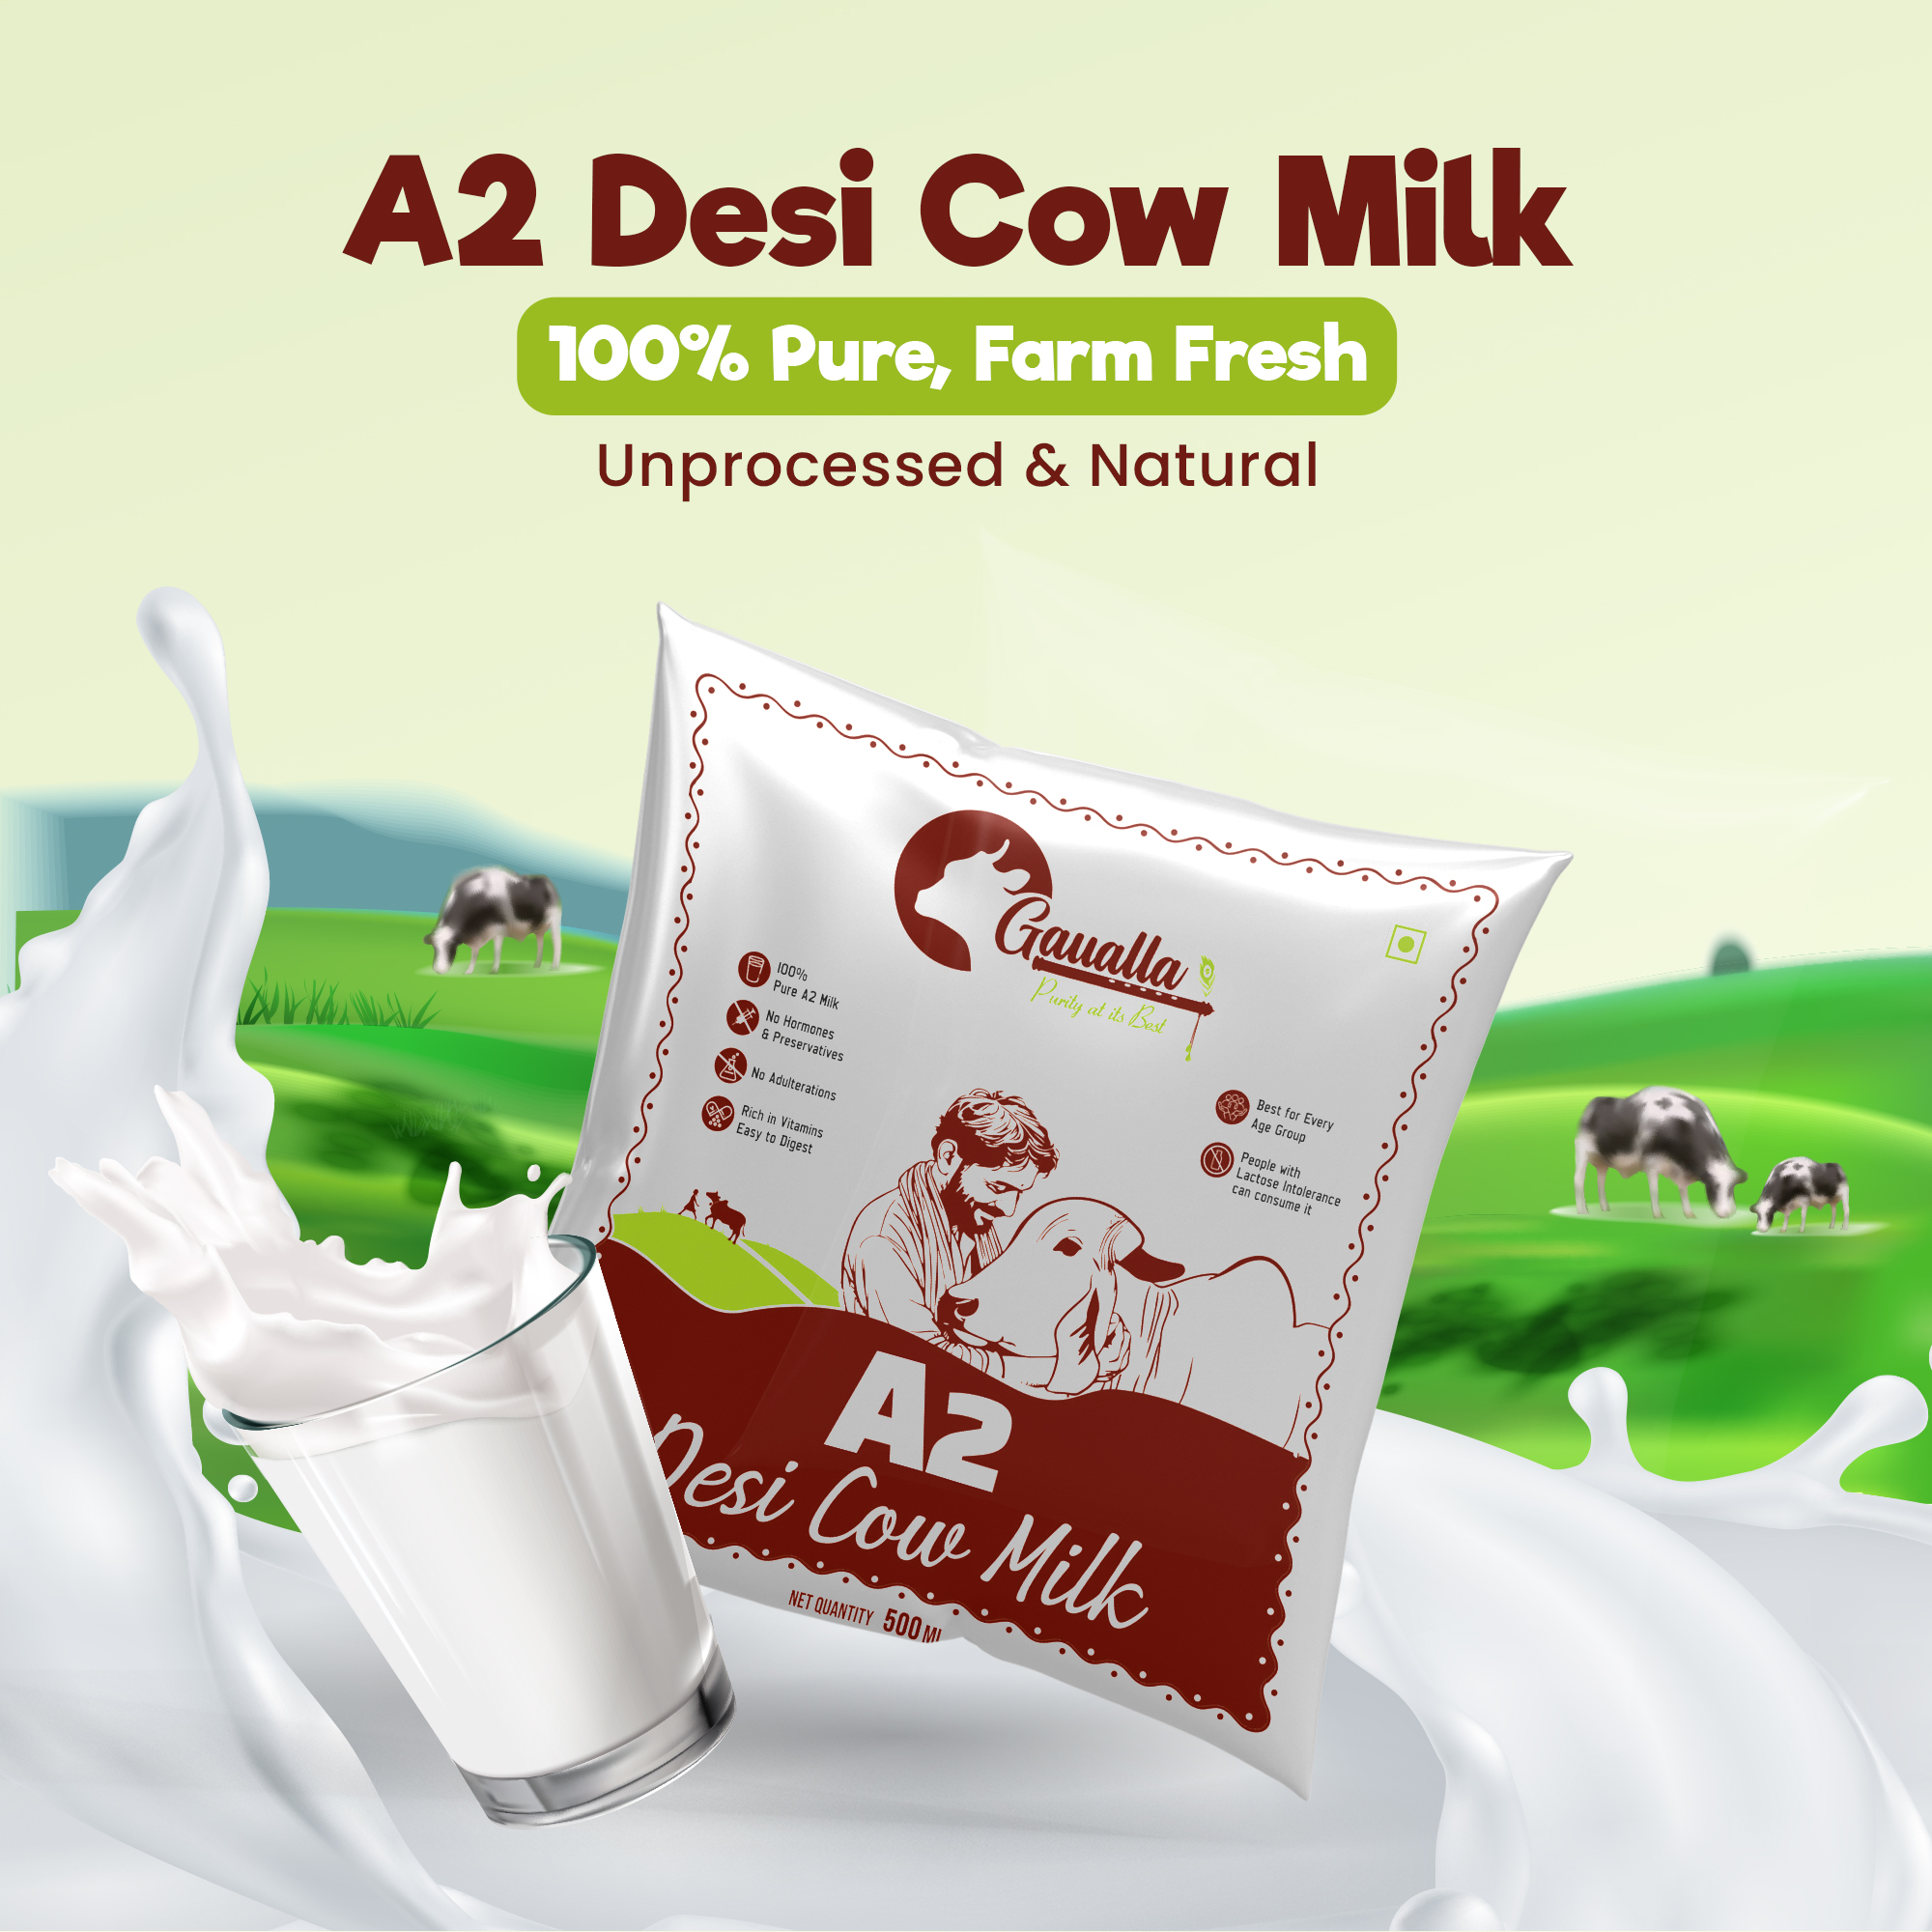 A2 Desi Cow Milk
100% Pure, Farm Fresh
Unprocessed & Natural
Gaualla
Purity at its Best
100%
Pure A2 Milk
No Hormones
& Preservatives
No Adulterations
Rich in Vitamins
Easy to Digest
Best for Every
Age Group
People with
Lactose Intolerance
can consume it
A2
Desi Cow Milk
NET QUANTITY 500 ML